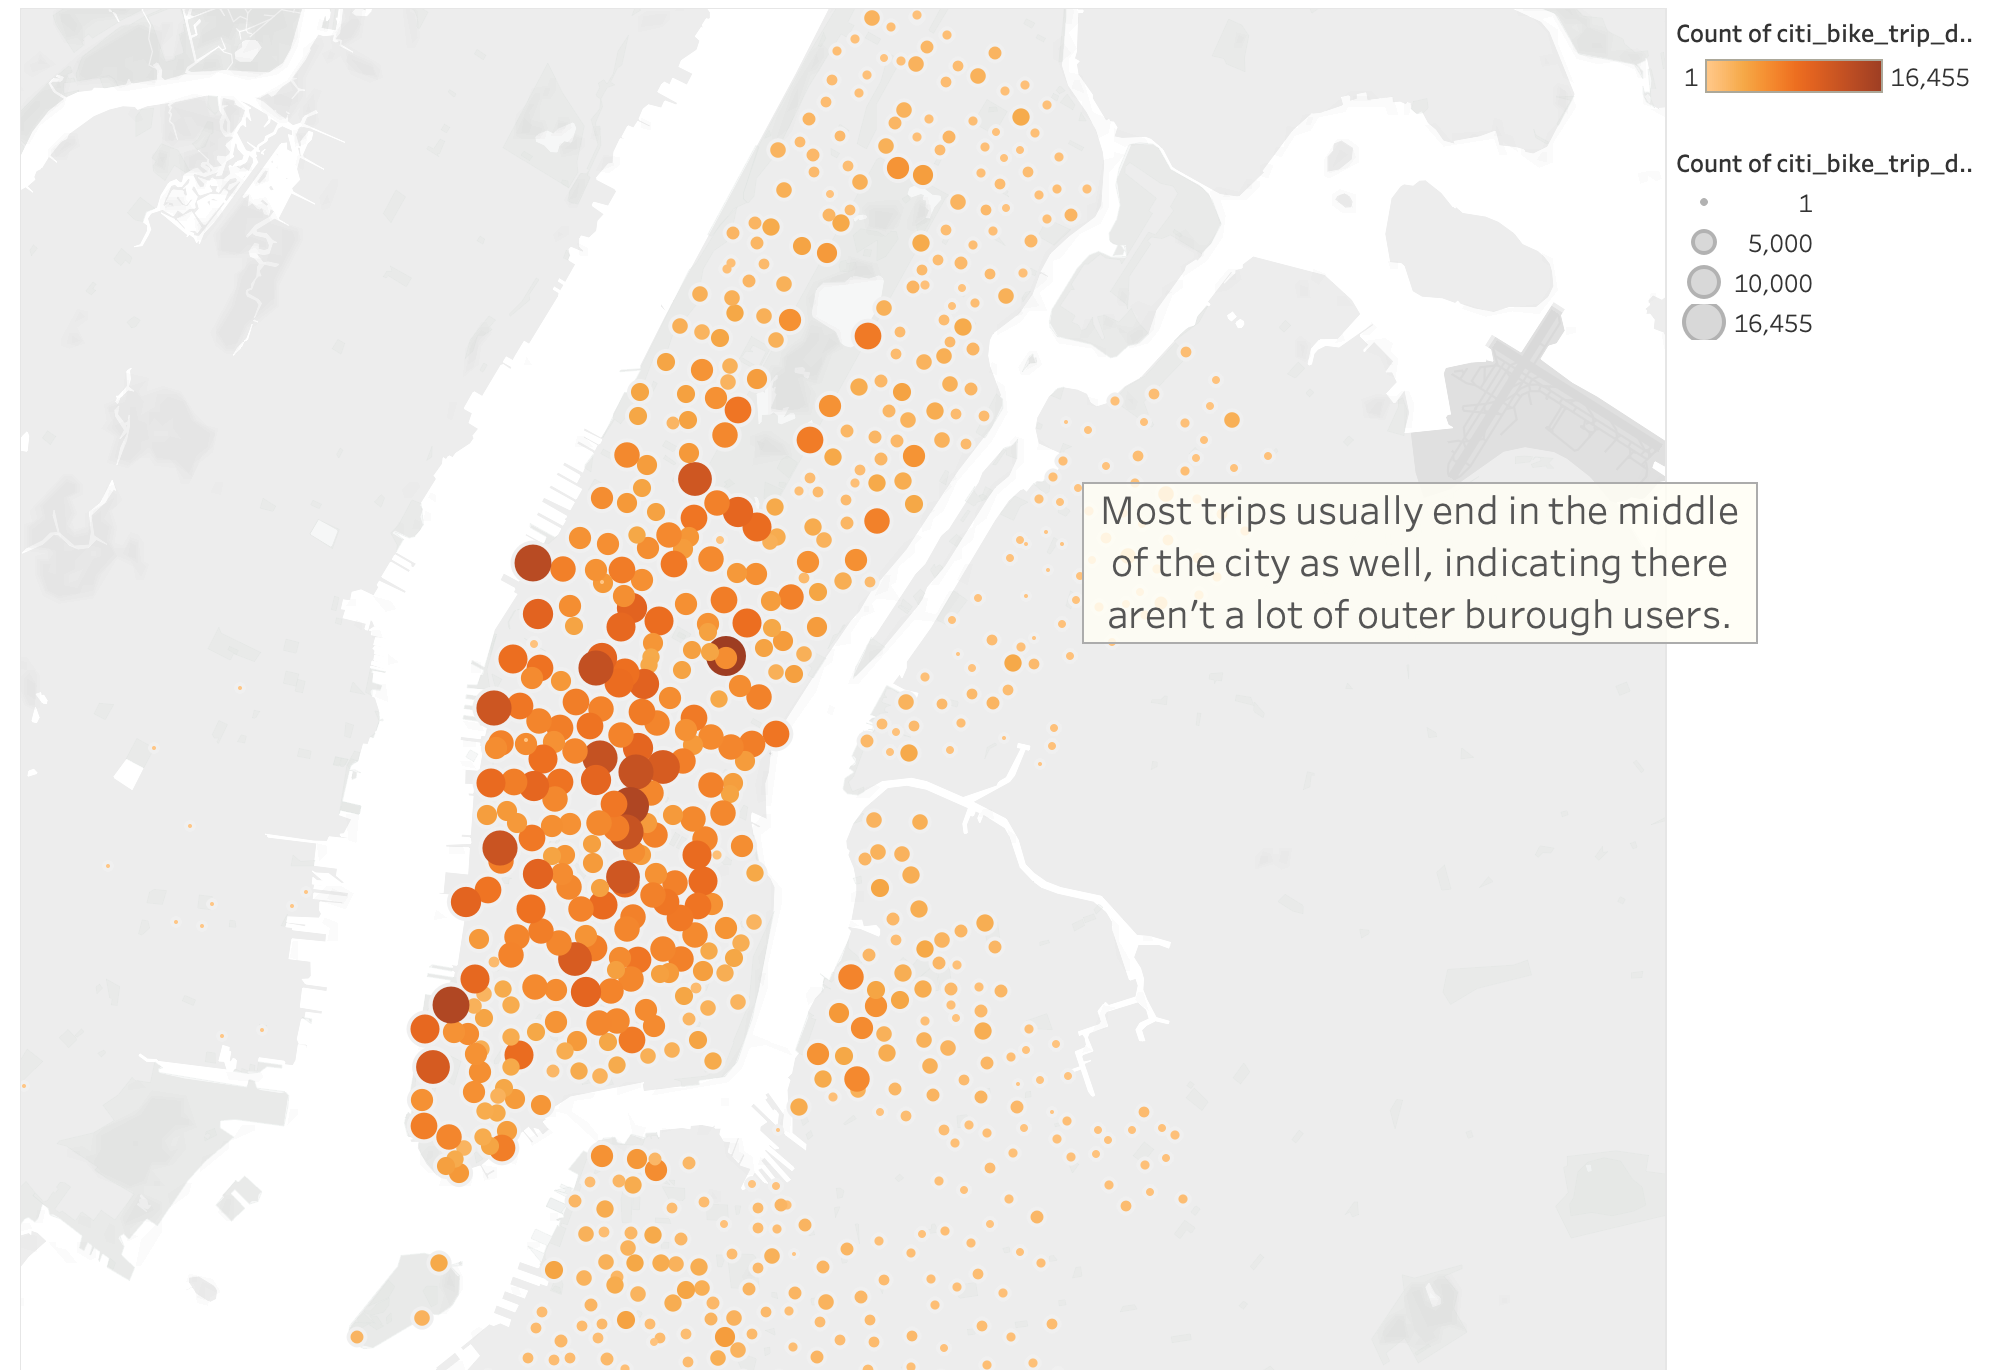 Count of citi_bike_trip_d..
1 16,455
Count of citi_bike_trip_d..
1
5,000
10,000
16,455
Most trips usually end in the middle
of the city as well, indicating there
aren't a lot of outer burough users.